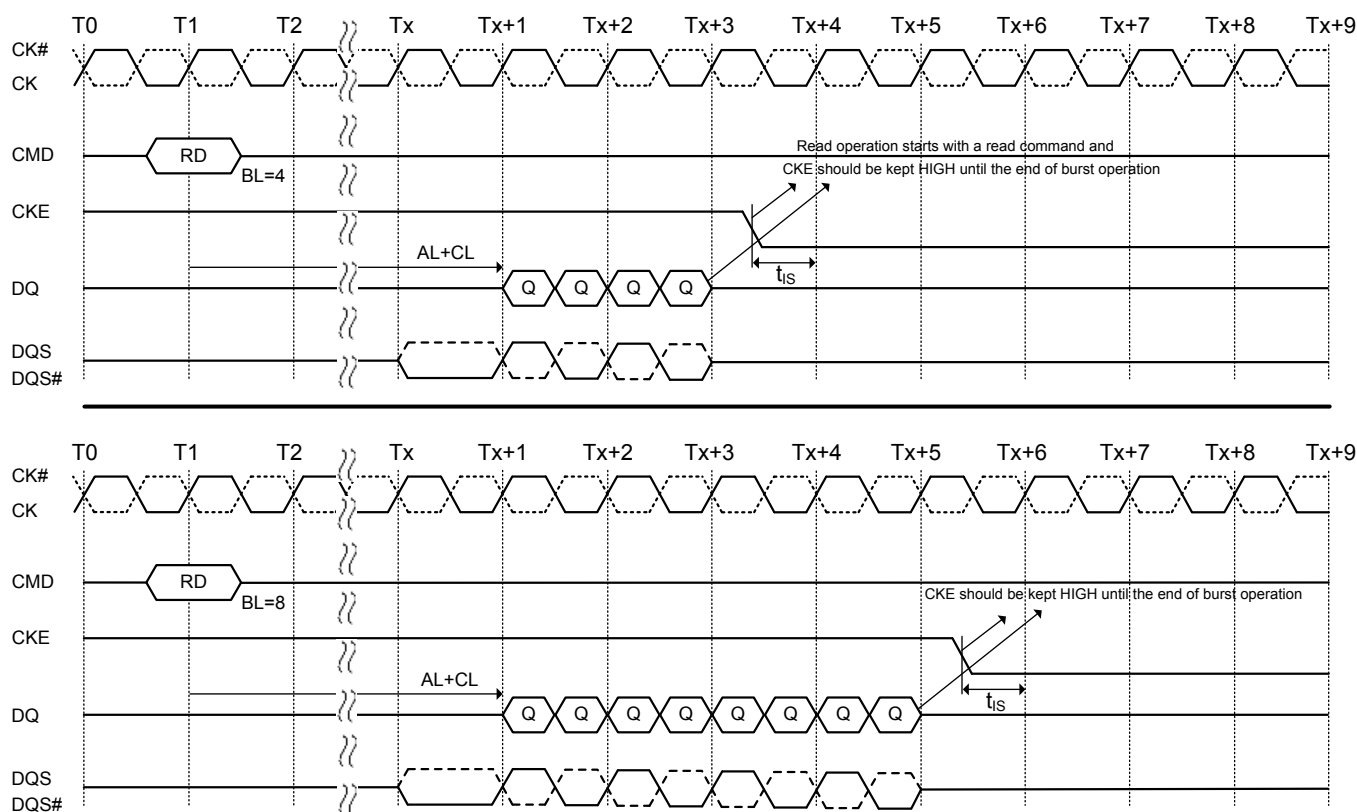 T0 T1 T2 Tx Tx+1 Tx+2 Tx+3 Tx+4 Tx+5 Tx+6 Tx+7 Tx+8 Tx+9
CK#
CK
CMD RD
BL=4
Read operation starts with a read command and
CKE should be kept HIGH until the end of burst operation
CKE
AL+CL
tIS
DQ Q Q Q Q
DQS
DQS#
T0 T1 T2 Tx Tx+1 Tx+2 Tx+3 Tx+4 Tx+5 Tx+6 Tx+7 Tx+8 Tx+9
CK#
CK
CMD RD
BL=8
CKE should be kept HIGH until the end of burst operation
CKE
AL+CL
tIS
DQ Q Q Q Q Q Q Q Q
DQS
DQS#